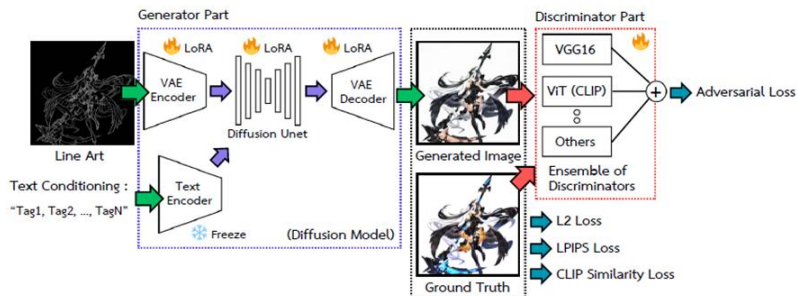 Generator Part
Discriminator Part
LoRA
LoRA
LoRA
VAE
Encoder
Diffusion Unet
VAE
Decoder
Line Art
Text Conditioning :
"Tag1, Tag2, ..., TagN"
Text
Encoder
Freeze
(Diffusion Model)
Generated Image
Ground Truth
VGG16
ViT (CLIP)
Others
Ensemble of
Discriminators
+
Adversarial Loss
L2 Loss
LPIPS Loss
CLIP Similarity Loss